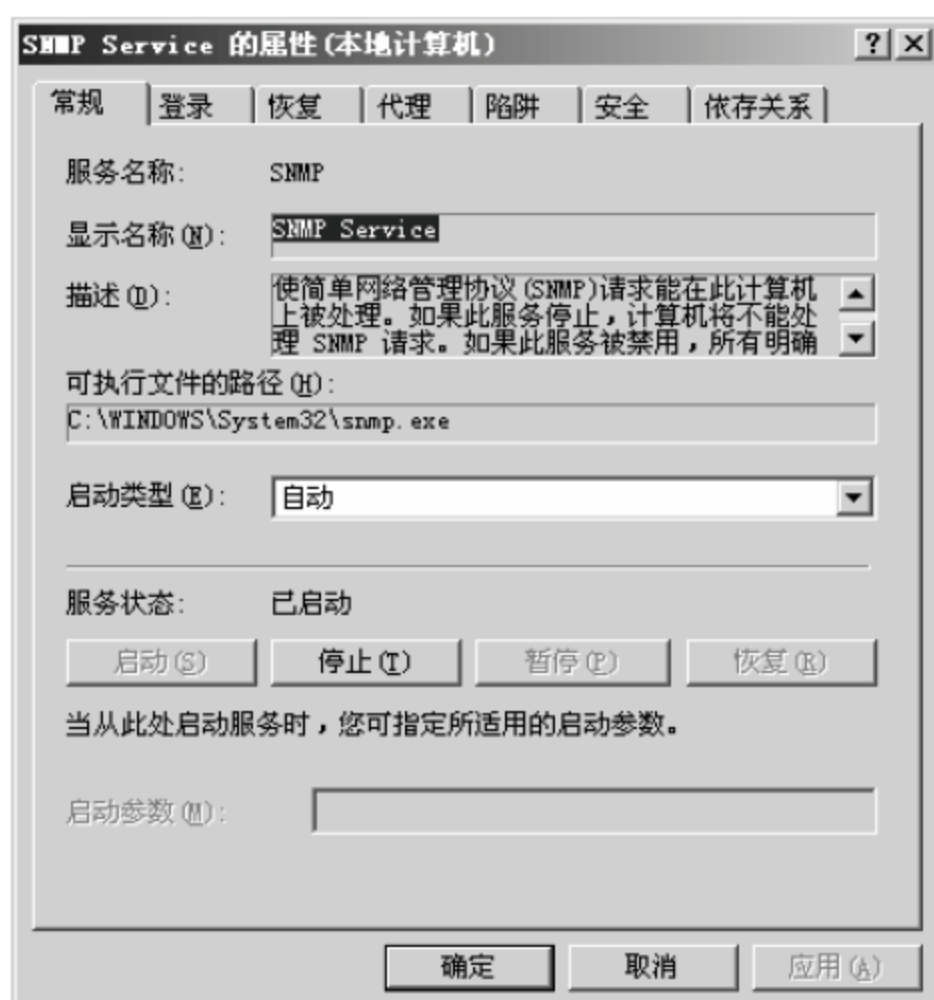 SNMP Service 的属性(本地计算机)
常规 登录 恢复 代理 陷阱 安全 依存关系
服务名称: SNMP
显示名称(N): SNMP Service
描述(D): 使简单网络管理协议(SNMP)请求能在此计算机
上被处理。如果此服务停止，计算机将不能处
理 SNMP 请求。如果此服务被禁用，所有明确
可执行文件的路径(H):
C:\WINDOWS\System32\snmp.exe
启动类型(E): 自动
服务状态: 已启动
启动(S) 停止(T) 暂停(P) 恢复(R)
当从此处启动服务时，您可指定所适用的启动参数。
启动参数(M):
确定 取消 应用(A)